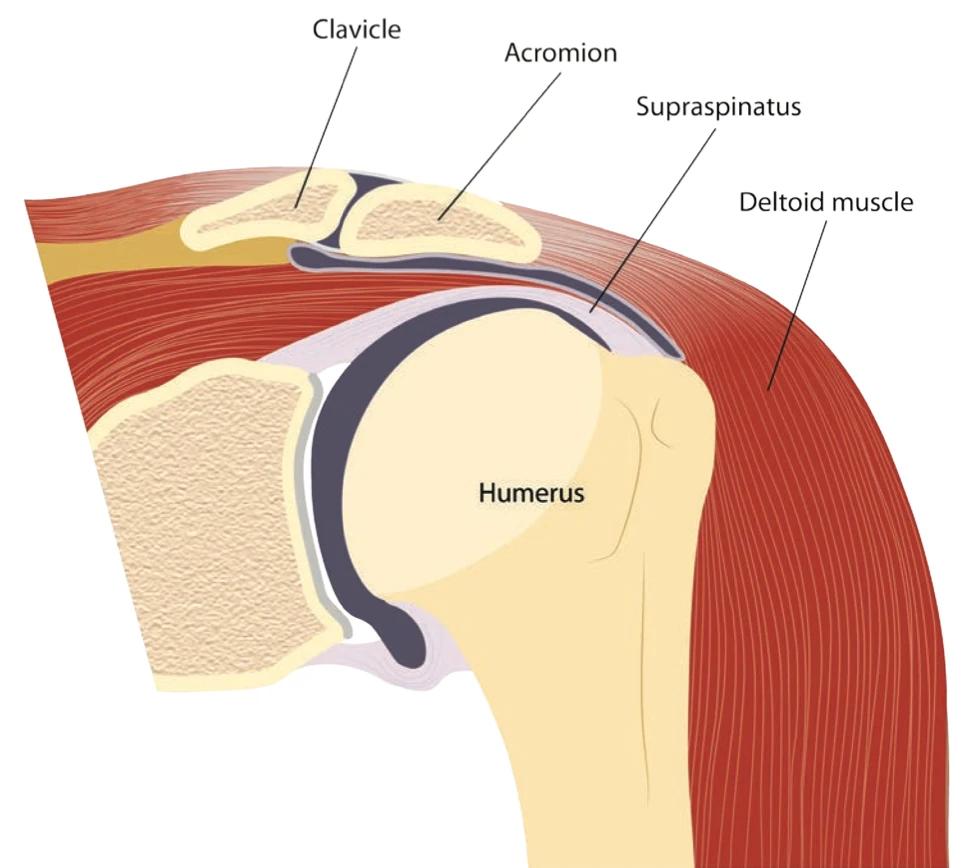 Clavicle
Acromion
Supraspinatus
Deltoid muscle
Humerus